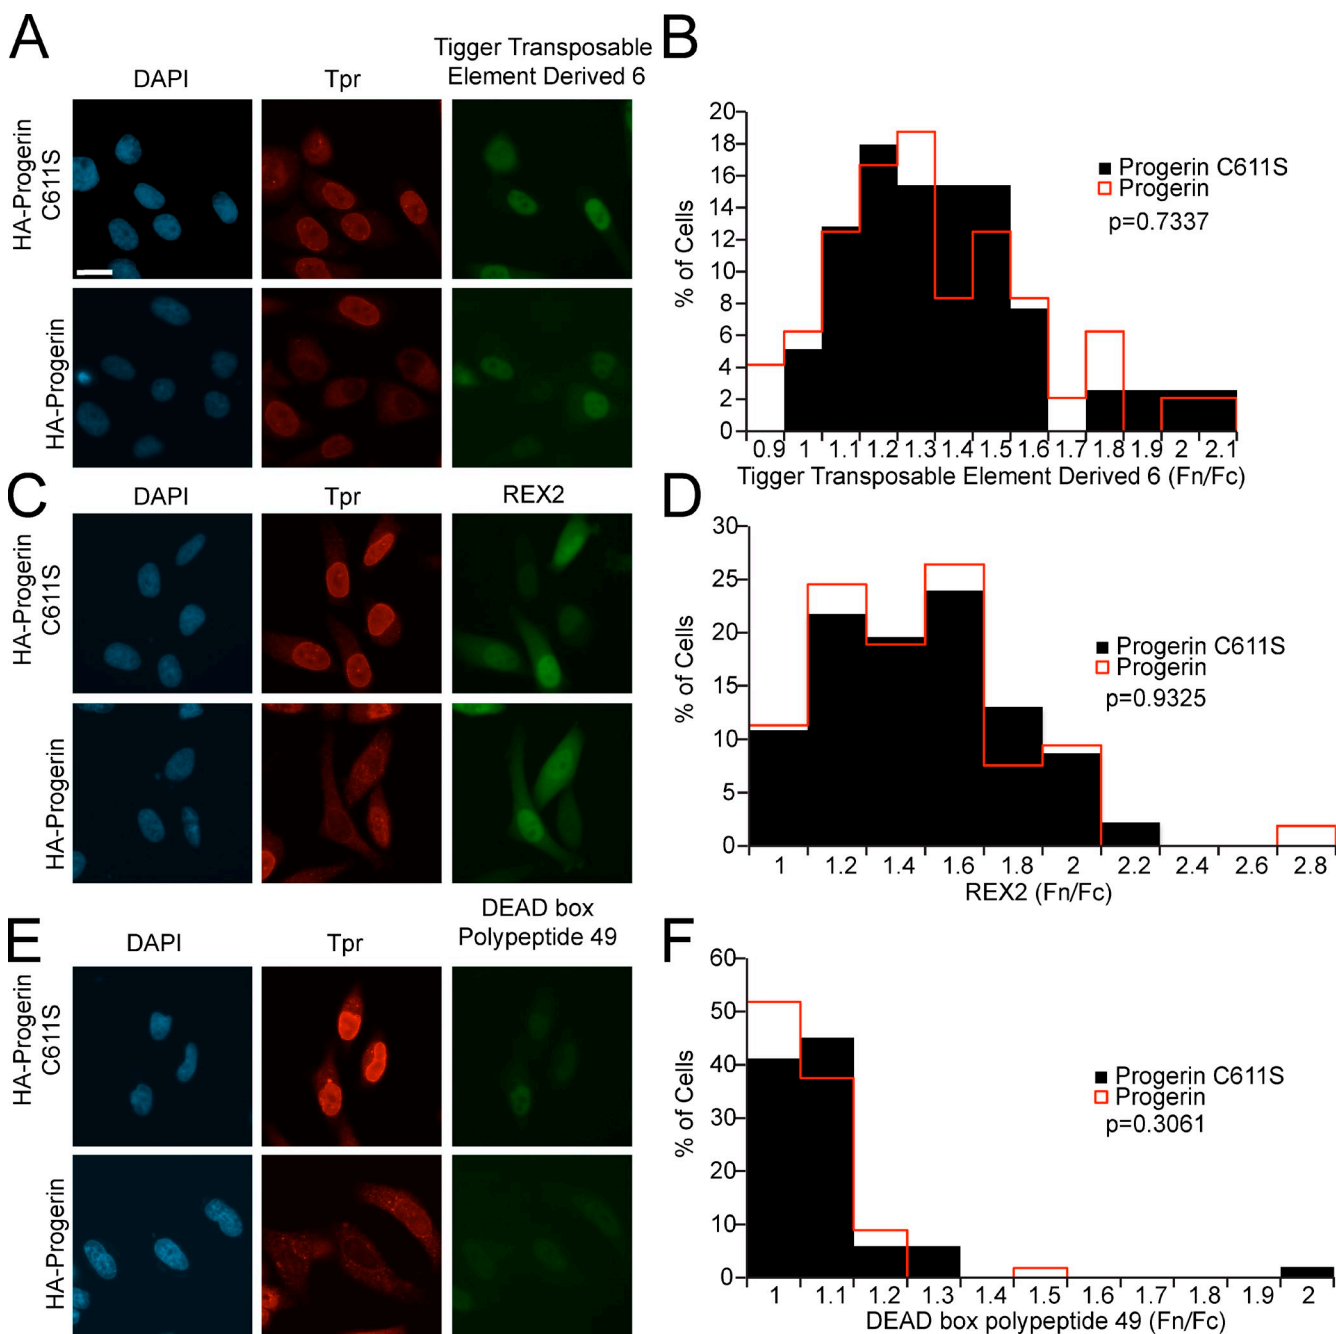 A
DAPI
Tpr
Tigger Transposable
Element Derived 6
HA-Progerin
C611S
HA-Progerin
B
% of Cells
20
18
16
14
12
10
8
6
4
2
0
Progerin C611S
Progerin
p=0.7337
0.9 1 1.1 1.2 1.3 1.4 1.5 1.6 1.7 1.8 1.9 2 2.1
Tigger Transposable Element Derived 6 (Fn/Fc)
C
DAPI
Tpr
REX2
HA-Progerin
C611S
HA-Progerin
D
% of Cells
30
25
20
15
10
5
0
Progerin C611S
Progerin
p=0.9325
1 1.2 1.4 1.6 1.8 2 2.2 2.4 2.6 2.8
REX2 (Fn/Fc)
E
DAPI
Tpr
DEAD box
Polypeptide 49
HA-Progerin
C611S
HA-Progerin
F
% of Cells
60
50
40
30
20
10
0
Progerin C611S
Progerin
p=0.3061
1 1.1 1.2 1.3 1.4 1.5 1.6 1.7 1.8 1.9 2
DEAD box polypeptide 49 (Fn/Fc)